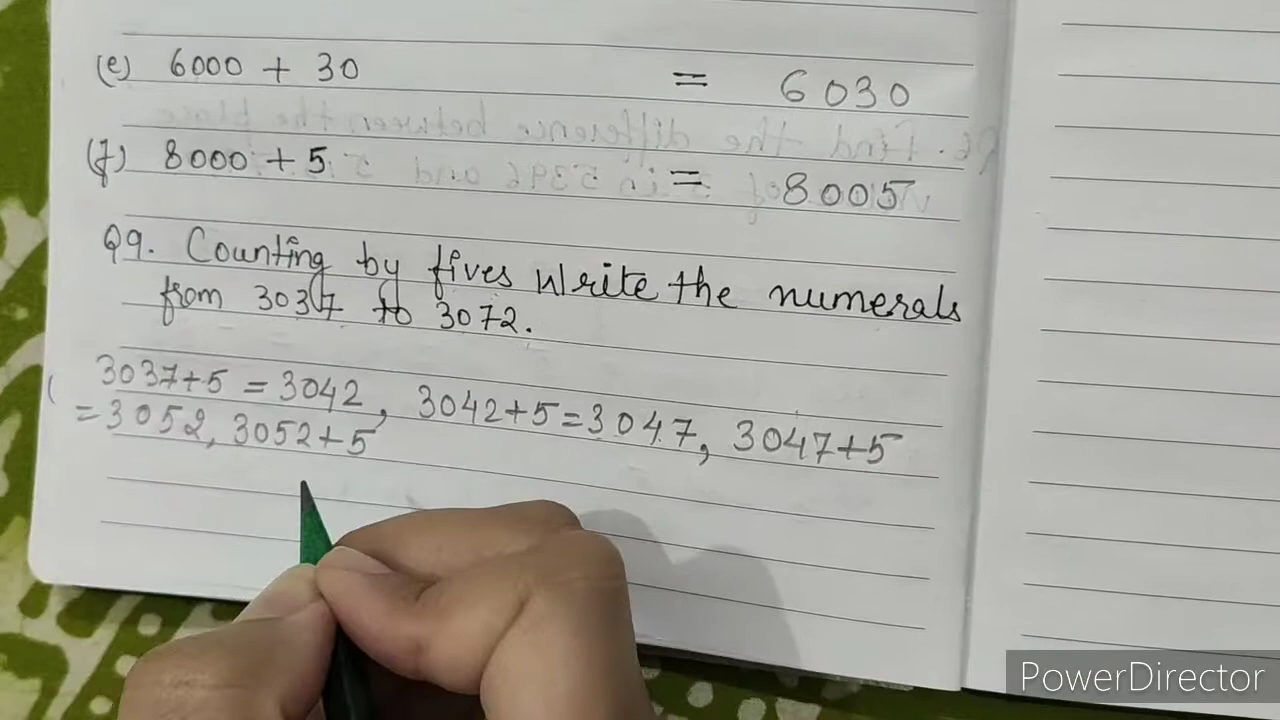 (e) 6000 + 30 = 6030
(f) 8000 + 5 = 8005
Q9. Counting by fives Write the numerals
from 3037 to 3072.
3037+5 = 3042, 3042+5=3047, 3047+5
=3052, 3052+5
PowerDirector